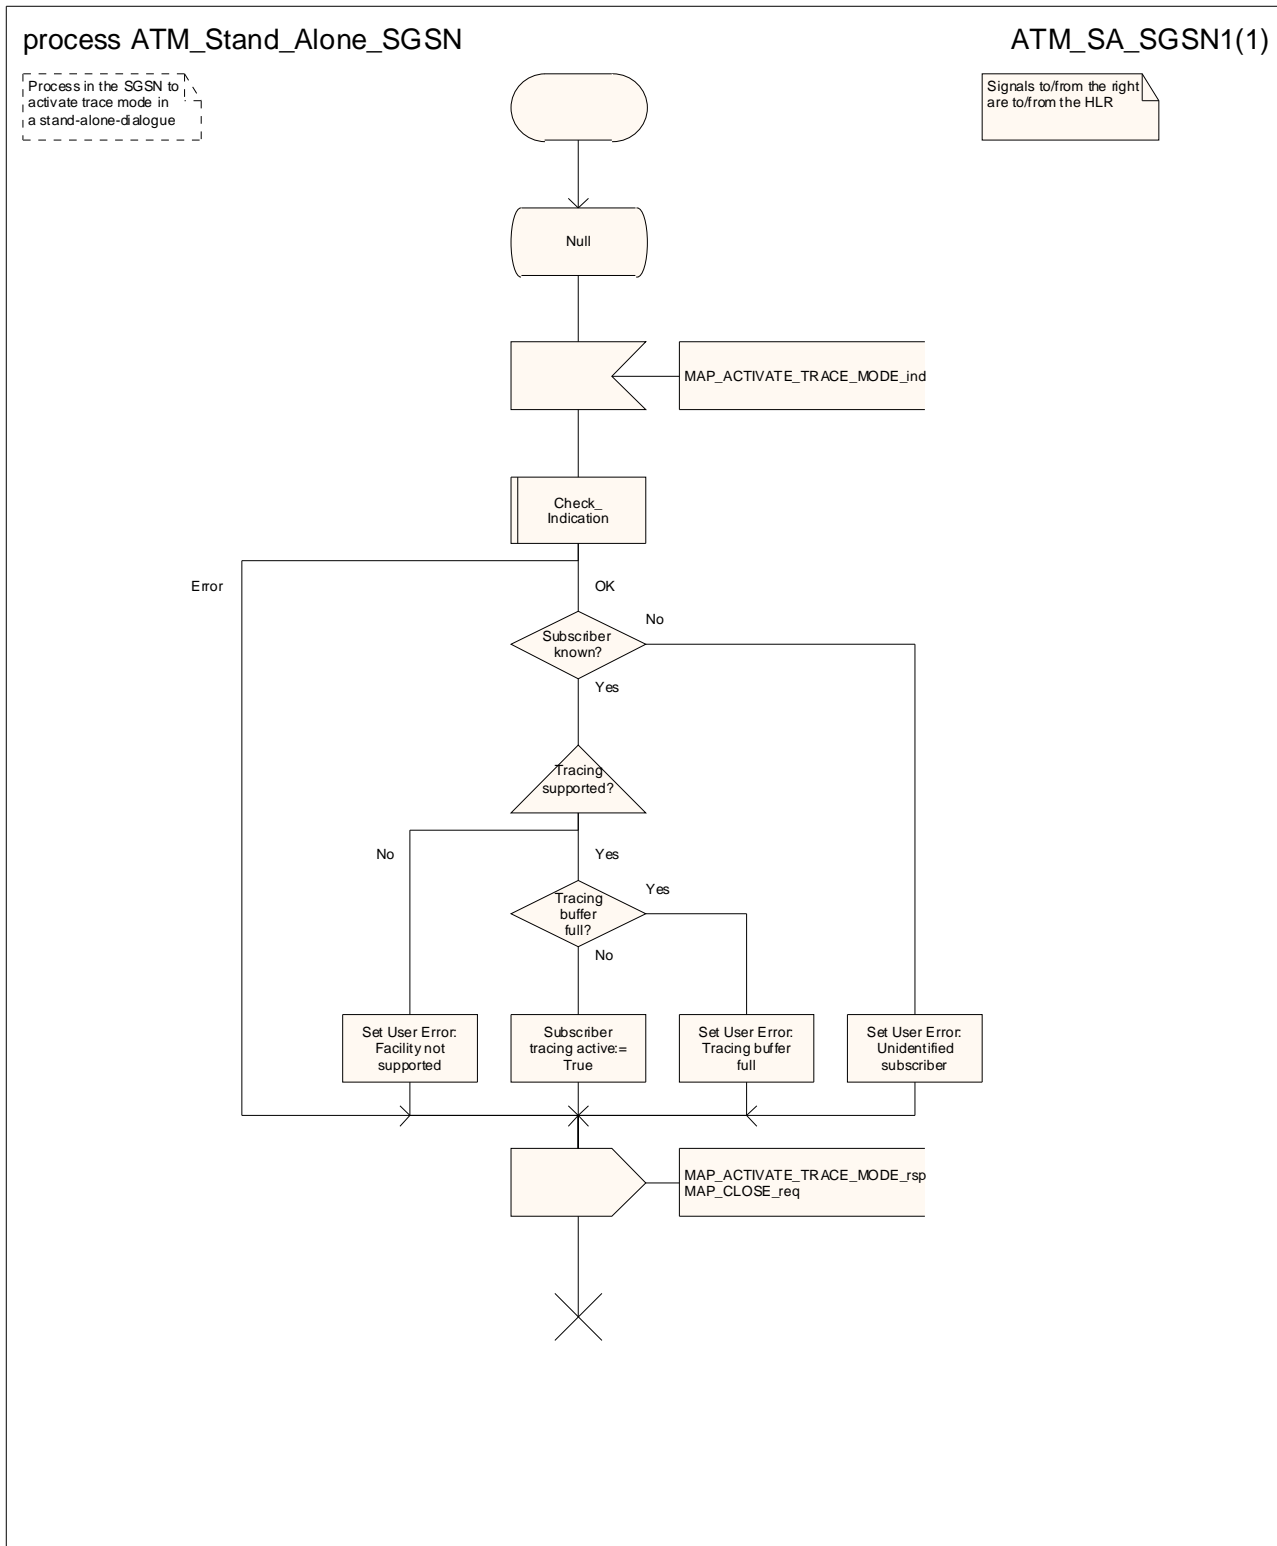 process ATM_Stand_Alone_SGSN
ATM_SA_SGSN1(1)
Process in the SGSN to
activate trace mode in
a stand-alone-dialogue
Signals to/from the right
are to/from the HLR
Null
MAP_ACTIVATE_TRACE_MODE_ind
Check_
Indication
Error
OK
Subscriber
known?
No
Yes
Tracing
supported?
No
Yes
Tracing
buffer
full?
Yes
No
Set User Error:
Facility not
supported
Subscriber
tracing active:=
True
Set User Error:
Tracing buffer
full
Set User Error:
Unidentified
subscriber
MAP_ACTIVATE_TRACE_MODE_rsp
MAP_CLOSE_req